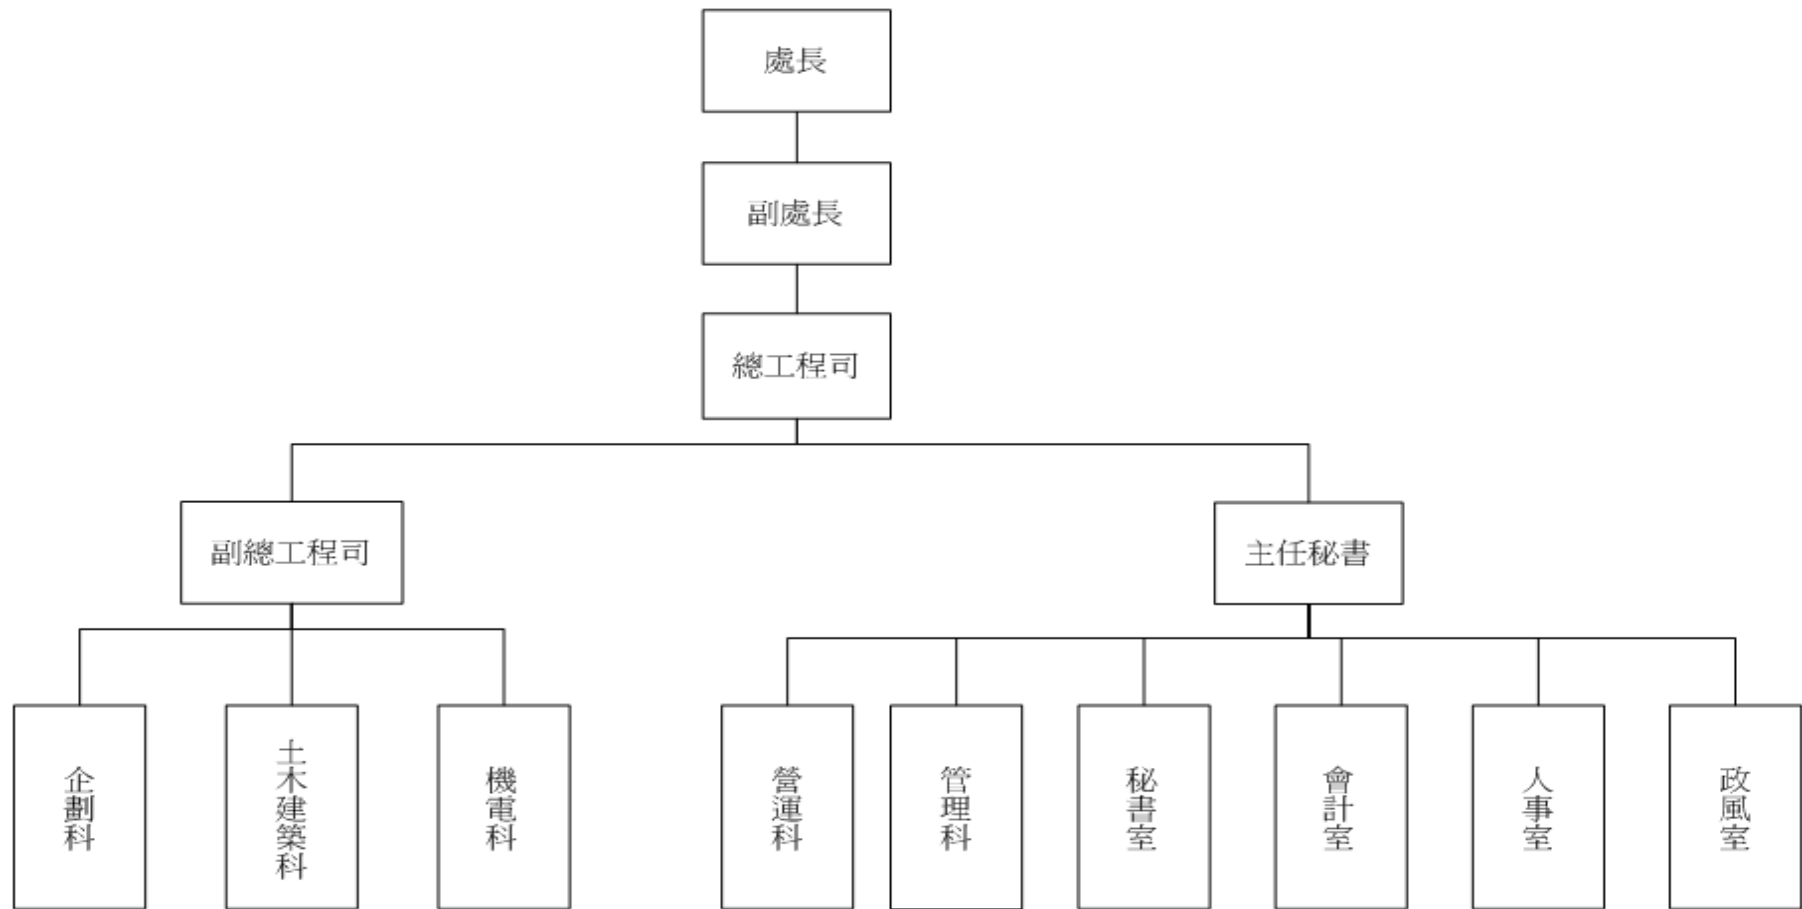 處長
副處長
總工程司
副總工程司
主任秘書
企劃科
土木建築科
機電科
營運科
管理科
秘書室
會計室
人事室
政風室